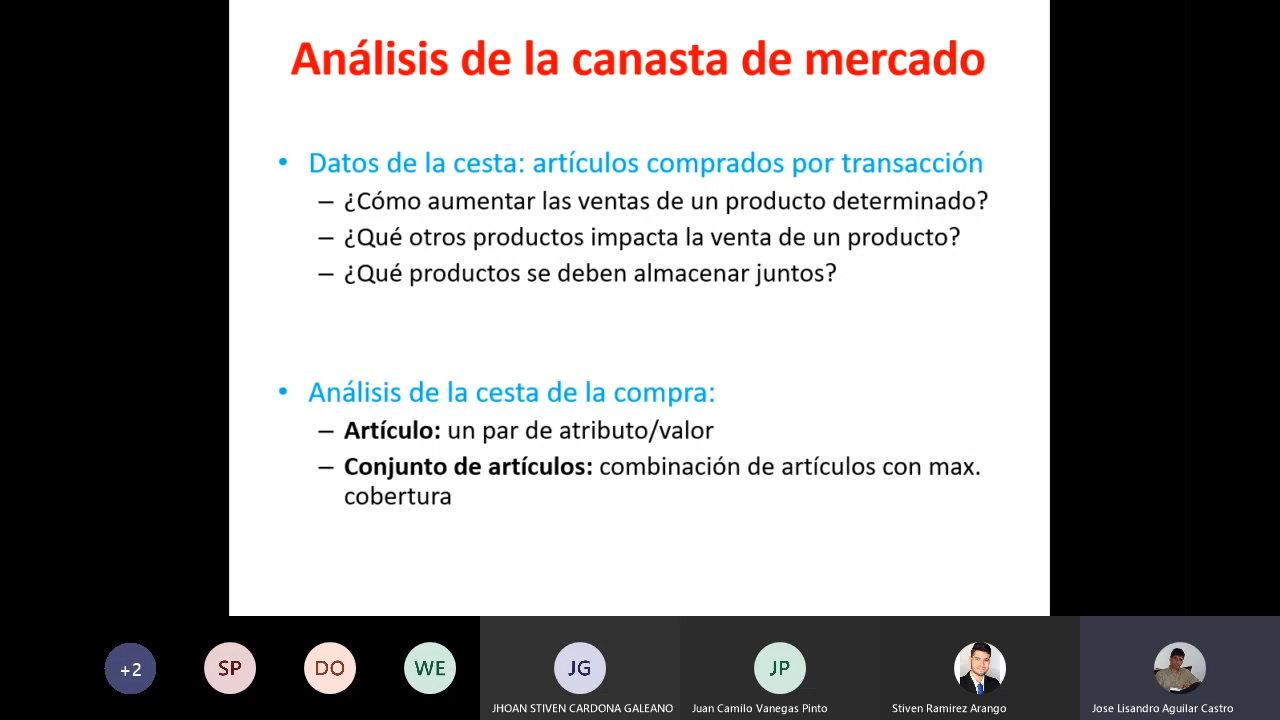 Análisis de la canasta de mercado
• Datos de la cesta: artículos comprados por transacción
– ¿Cómo aumentar las ventas de un producto determinado?
– ¿Qué otros productos impacta la venta de un producto?
– ¿Qué productos se deben almacenar juntos?
• Análisis de la cesta de la compra:
– Artículo: un par de atributo/valor
– Conjunto de artículos: combinación de artículos con max.
cobertura
+2
SP
DO
WE
JG
JP
JHOAN STIVEN CARDONA GALEANO
Juan Camilo Vanegas Pinto
Stiven Ramirez Arango
Jose Lisandro Aguilar Castro